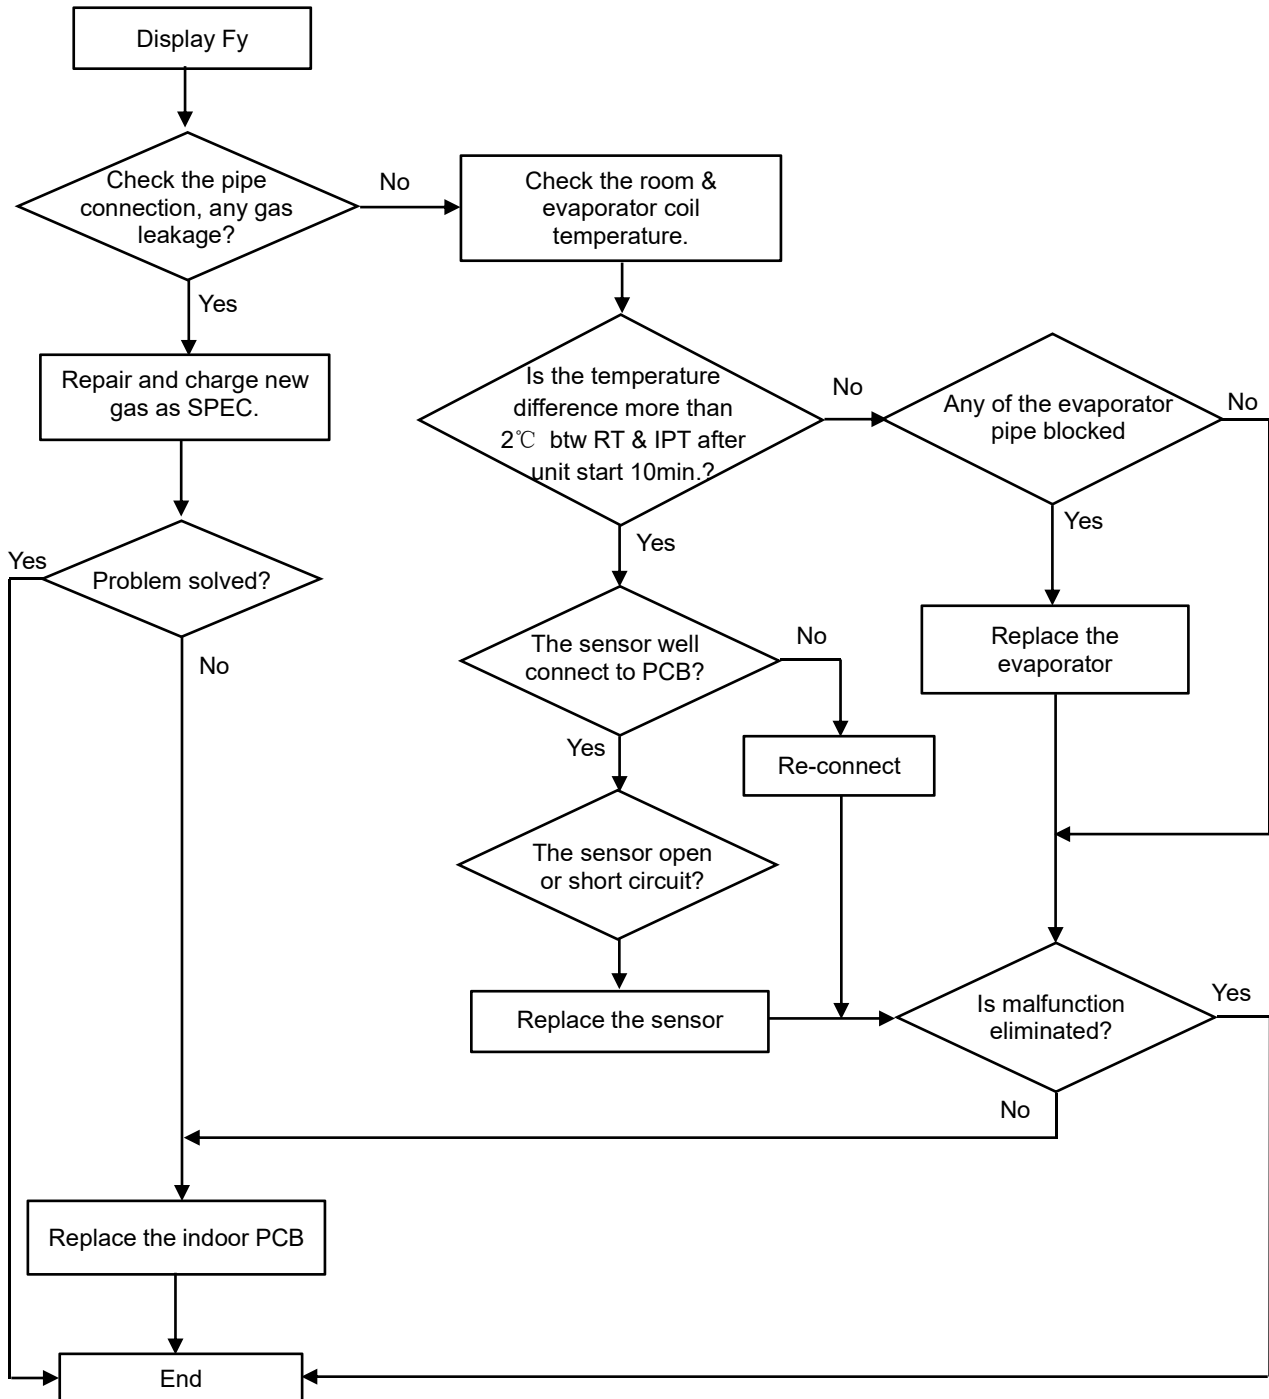 Display Fy
Check the pipe
connection, any gas
leakage?
No
Check the room &
evaporator coil
temperature.
Yes
Repair and charge new
gas as SPEC.
Is the temperature
difference more than
2℃ btw RT & IPT after
unit start 10min.?
No
Any of the evaporator
pipe blocked
No
Yes
Problem solved?
No
Yes
The sensor well
connect to PCB?
No
Yes
Replace the
evaporator
Yes
Re-connect
The sensor open
or short circuit?
Replace the sensor
Is malfunction
eliminated?
Yes
No
Replace the indoor PCB
End